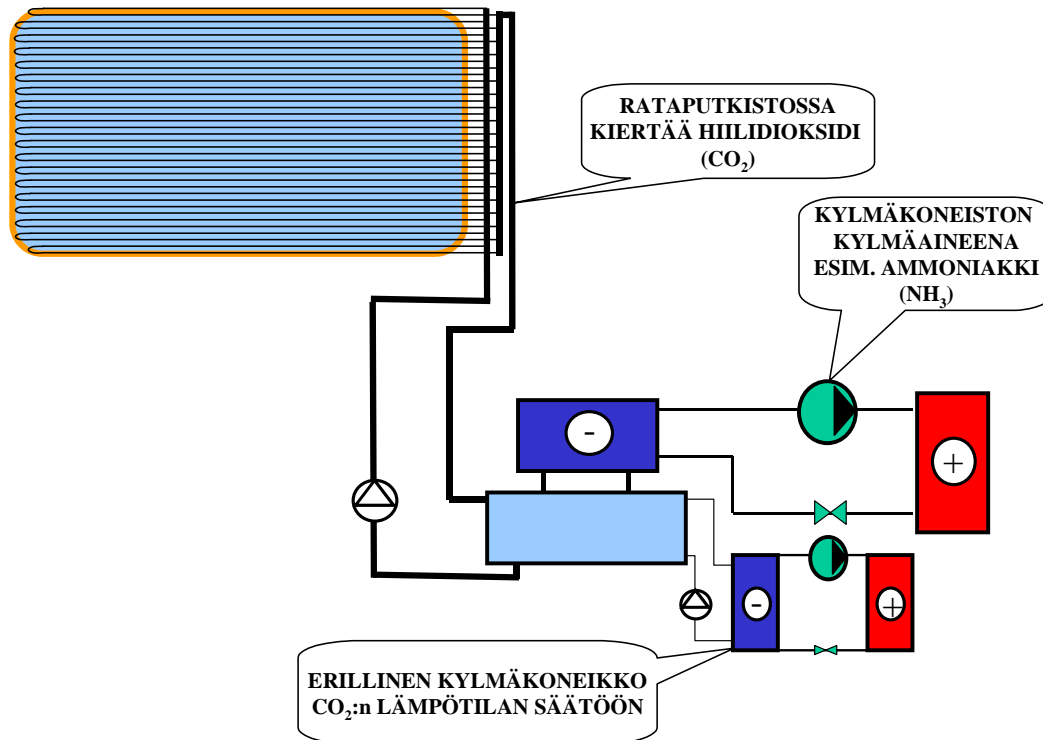 RATAPUTKISTOSSA
KIERTÄÄ HIILIDIOKSIDI
(CO₂)
KYLMÄKONEISTON
KYLMÄAINEENA
ESIM. AMMONIAKKI
(NH₃)
-
+
-
+
ERILLINEN KYLMÄKONEIKKO
CO₂:n LÄMPÖTILAN SÄÄTÖÖN